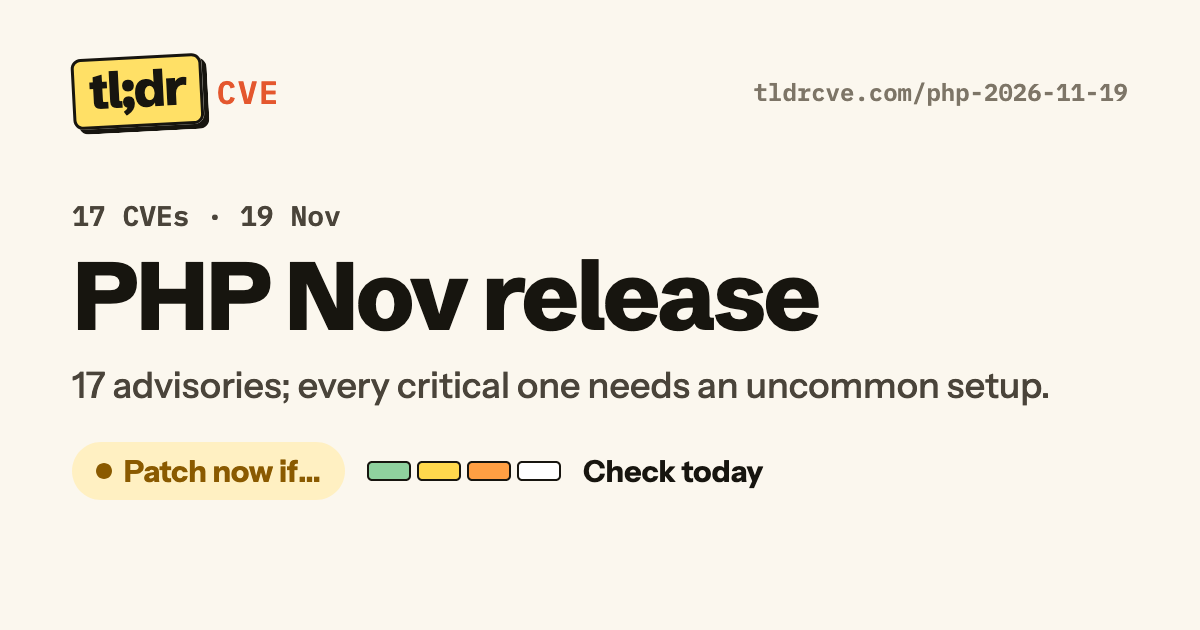 tl;dr CVE
tldrcve.com/php-2026-11-19
17 CVEs · 19 Nov
PHP Nov release
17 advisories; every critical one needs an uncommon setup.
Patch now if... Check today